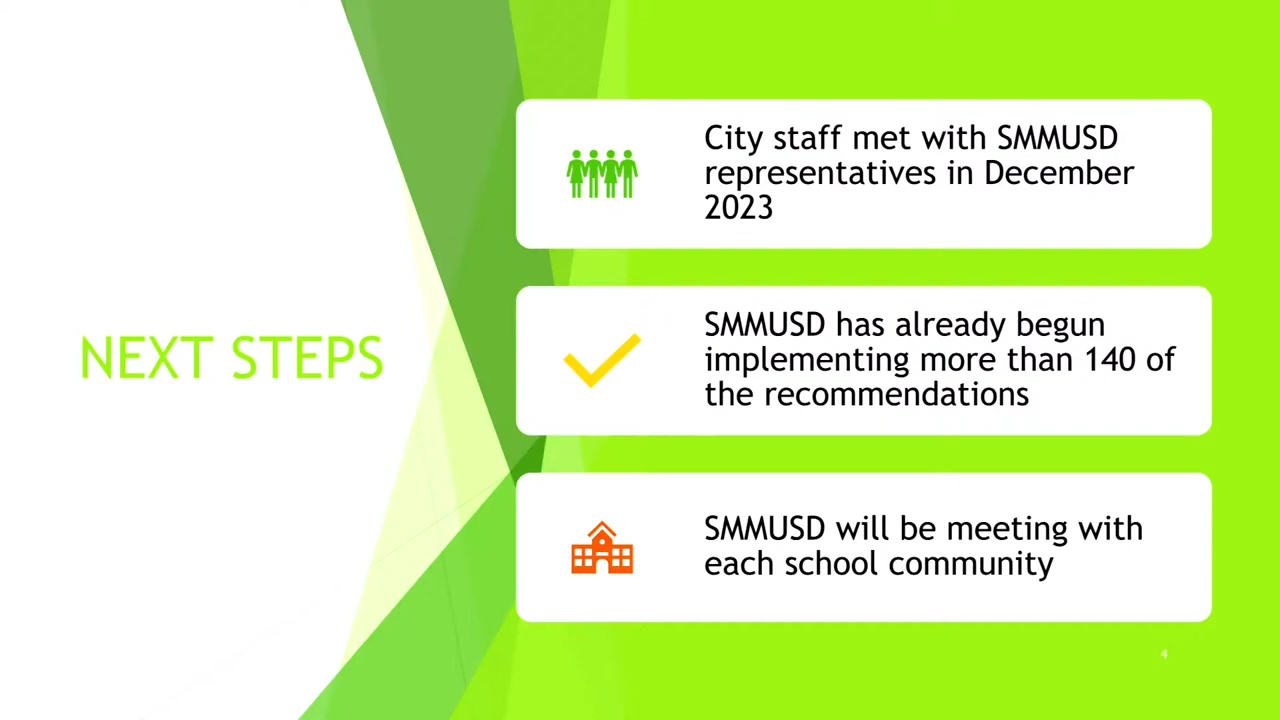 NEXT STEPS
City staff met with SMMUSD
representatives in December
2023
SMMUSD has already begun
implementing more than 140 of
the recommendations
SMMUSD will be meeting with
each school community
4